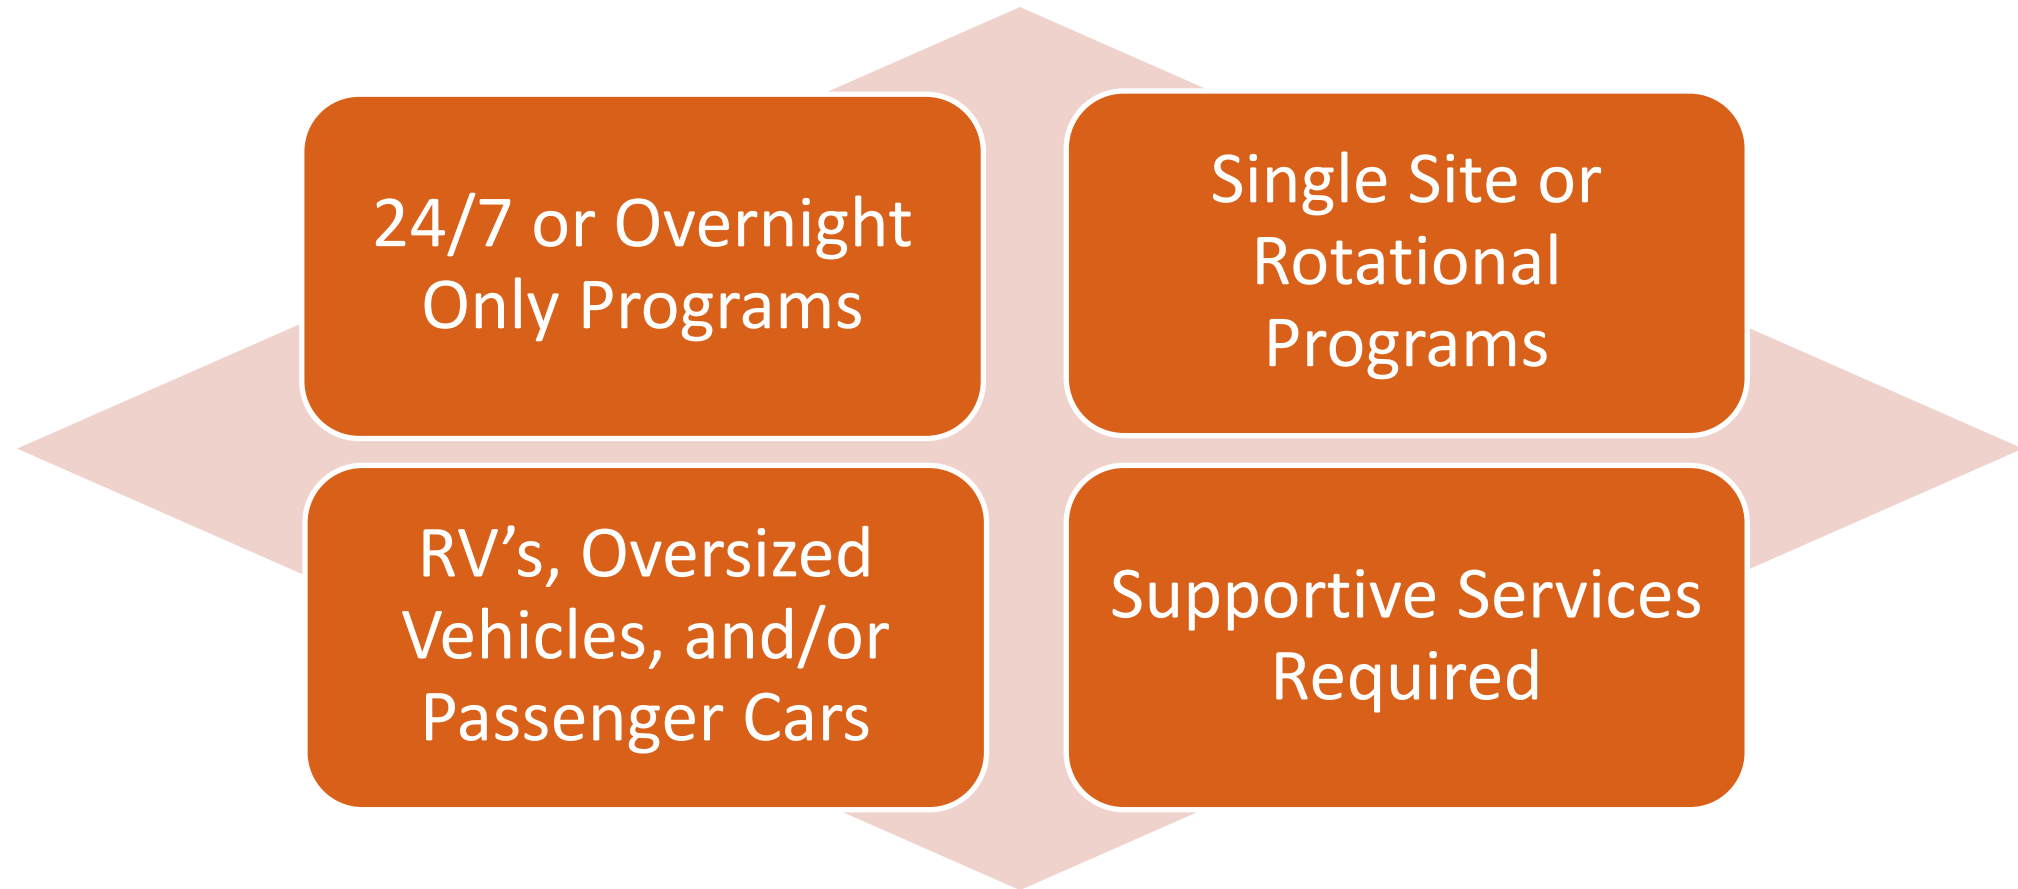 24/7 or Overnight
Only Programs
Single Site or
Rotational
Programs
RV’s, Oversized
Vehicles, and/or
Passenger Cars
Supportive Services
Required